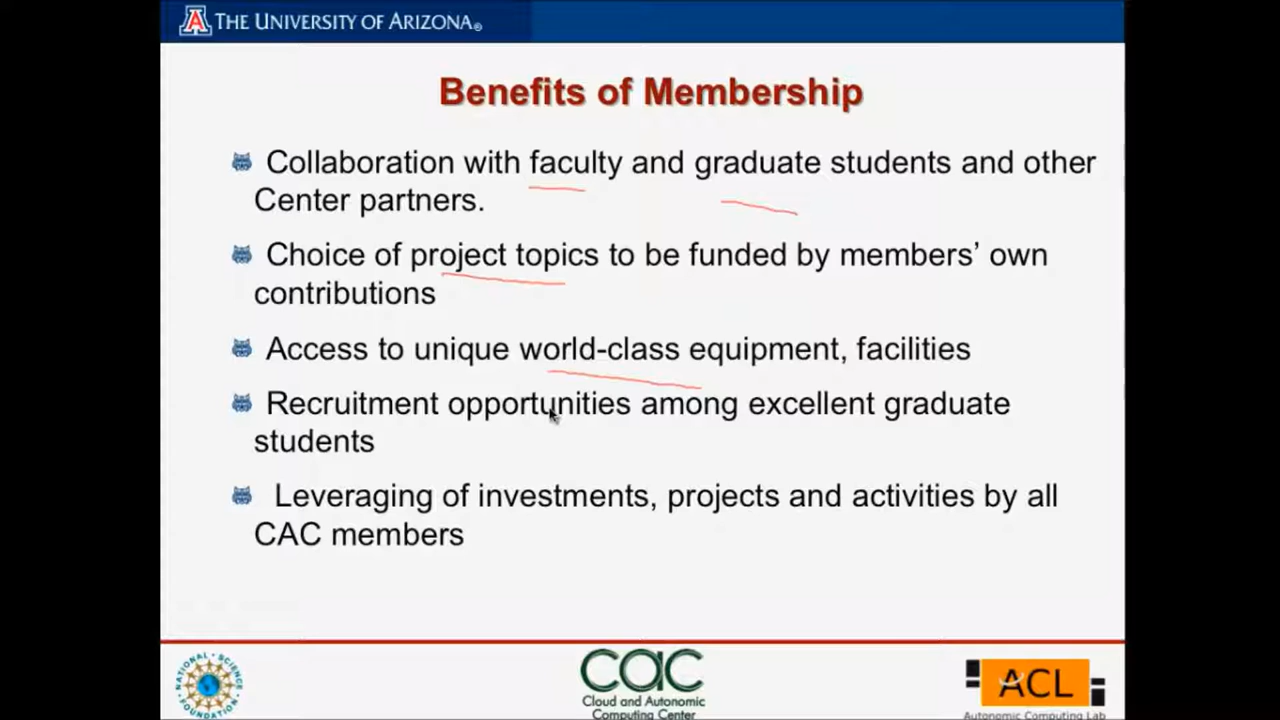 THE UNIVERSITY OF ARIZONA®
Benefits of Membership
Collaboration with faculty and graduate students and other
Center partners.
Choice of project topics to be funded by members’ own
contributions
Access to unique world-class equipment, facilities
Recruitment opportunities among excellent graduate
students
Leveraging of investments, projects and activities by all
CAC members
NATIONAL SCIENCE FOUNDATION
cac
Cloud and Autonomic
Computing Center
ACL
Autonomic Computing Lab